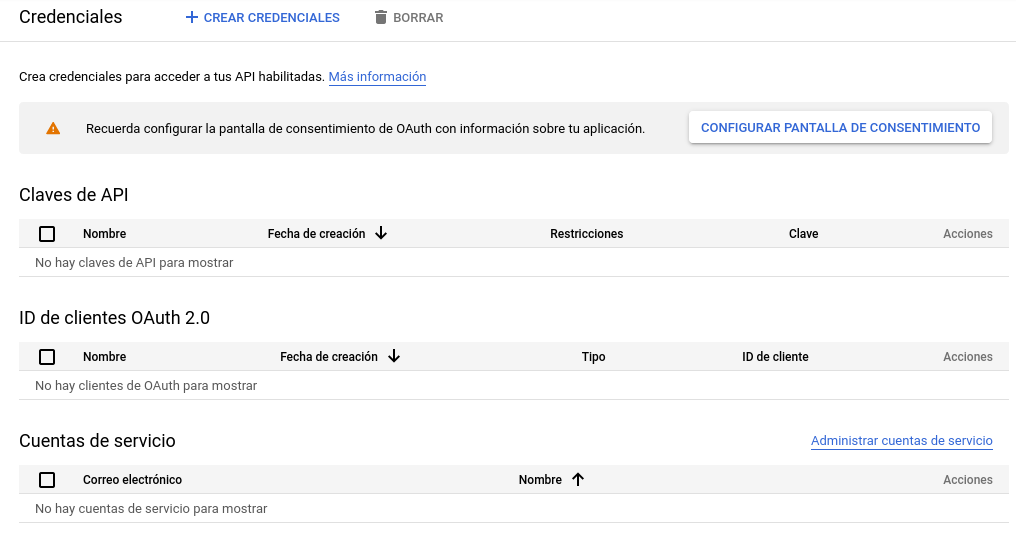 Credenciales
CREAR CREDENCIALES
BORRAR
Crea credenciales para acceder a tus API habilitadas. Más información
Recuerda configurar la pantalla de consentimiento de OAuth con información sobre tu aplicación.
CONFIGURAR PANTALLA DE CONSENTIMIENTO
Claves de API
Nombre Fecha de creación Restricciones Clave Acciones
No hay claves de API para mostrar
ID de clientes OAuth 2.0
Nombre Fecha de creación Tipo ID de cliente Acciones
No hay clientes de OAuth para mostrar
Cuentas de servicio
Administrar cuentas de servicio
Correo electrónico Nombre Acciones
No hay cuentas de servicio para mostrar